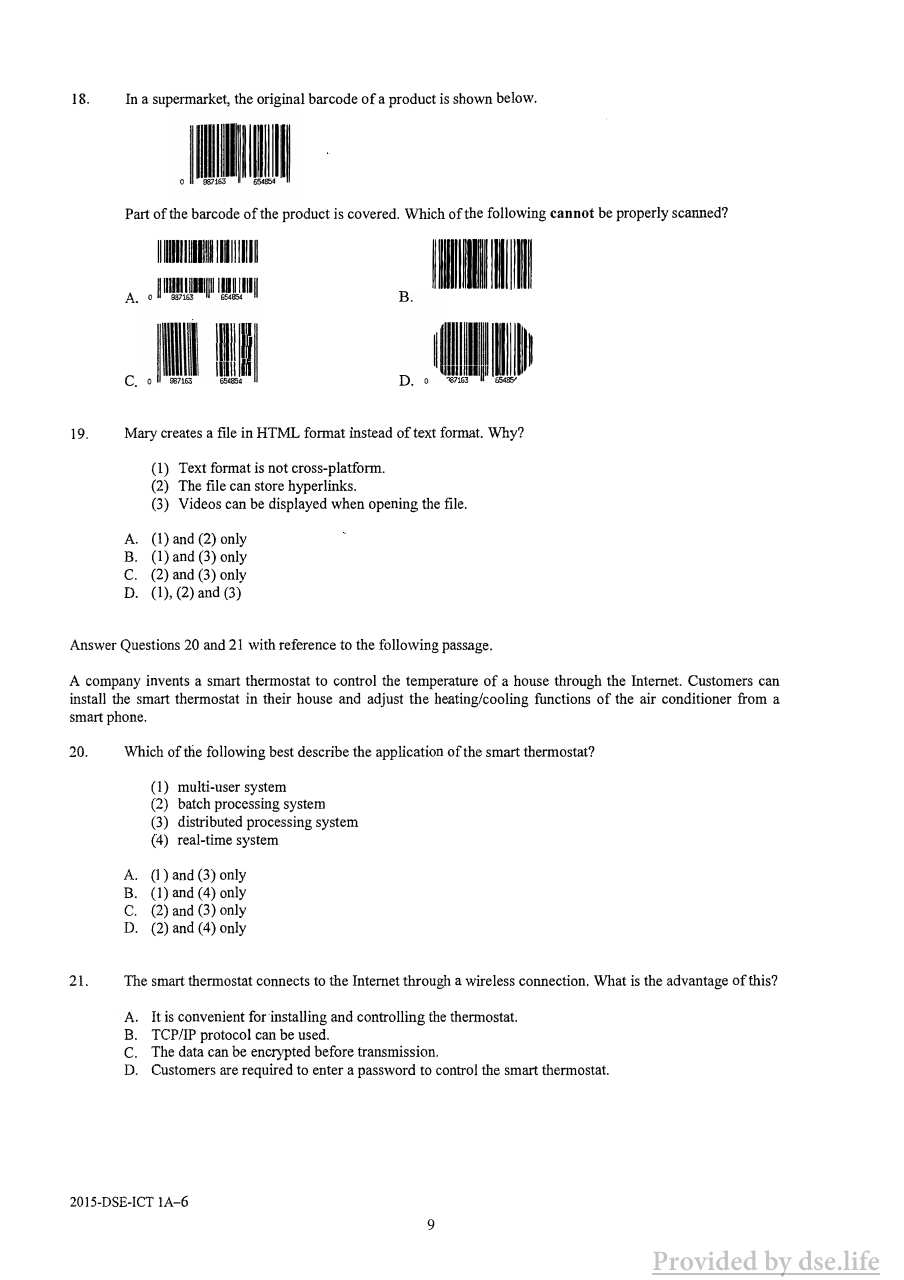 18. In a supermarket, the original barcode of a product is shown below.
0 987163 654854
Part of the barcode of the product is covered. Which of the following cannot be properly scanned?
A. 0 987163 654854
B.
C. 0 987163 654854
D. 0 87163 65485
19. Mary creates a file in HTML format instead of text format. Why?
(1) Text format is not cross-platform.
(2) The file can store hyperlinks.
(3) Videos can be displayed when opening the file.
A. (1) and (2) only
B. (1) and (3) only
C. (2) and (3) only
D. (1), (2) and (3)
Answer Questions 20 and 21 with reference to the following passage.
A company invents a smart thermostat to control the temperature of a house through the Internet. Customers can
install the smart thermostat in their house and adjust the heating/cooling functions of the air conditioner from a
smart phone.
20. Which of the following best describe the application of the smart thermostat?
(1) multi-user system
(2) batch processing system
(3) distributed processing system
(4) real-time system
A. (1) and (3) only
B. (1) and (4) only
C. (2) and (3) only
D. (2) and (4) only
21. The smart thermostat connects to the Internet through a wireless connection. What is the advantage of this?
A. It is convenient for installing and controlling the thermostat.
B. TCP/IP protocol can be used.
C. The data can be encrypted before transmission.
D. Customers are required to enter a password to control the smart thermostat.
2015-DSE-ICT 1A–6
9
Provided by dse.life